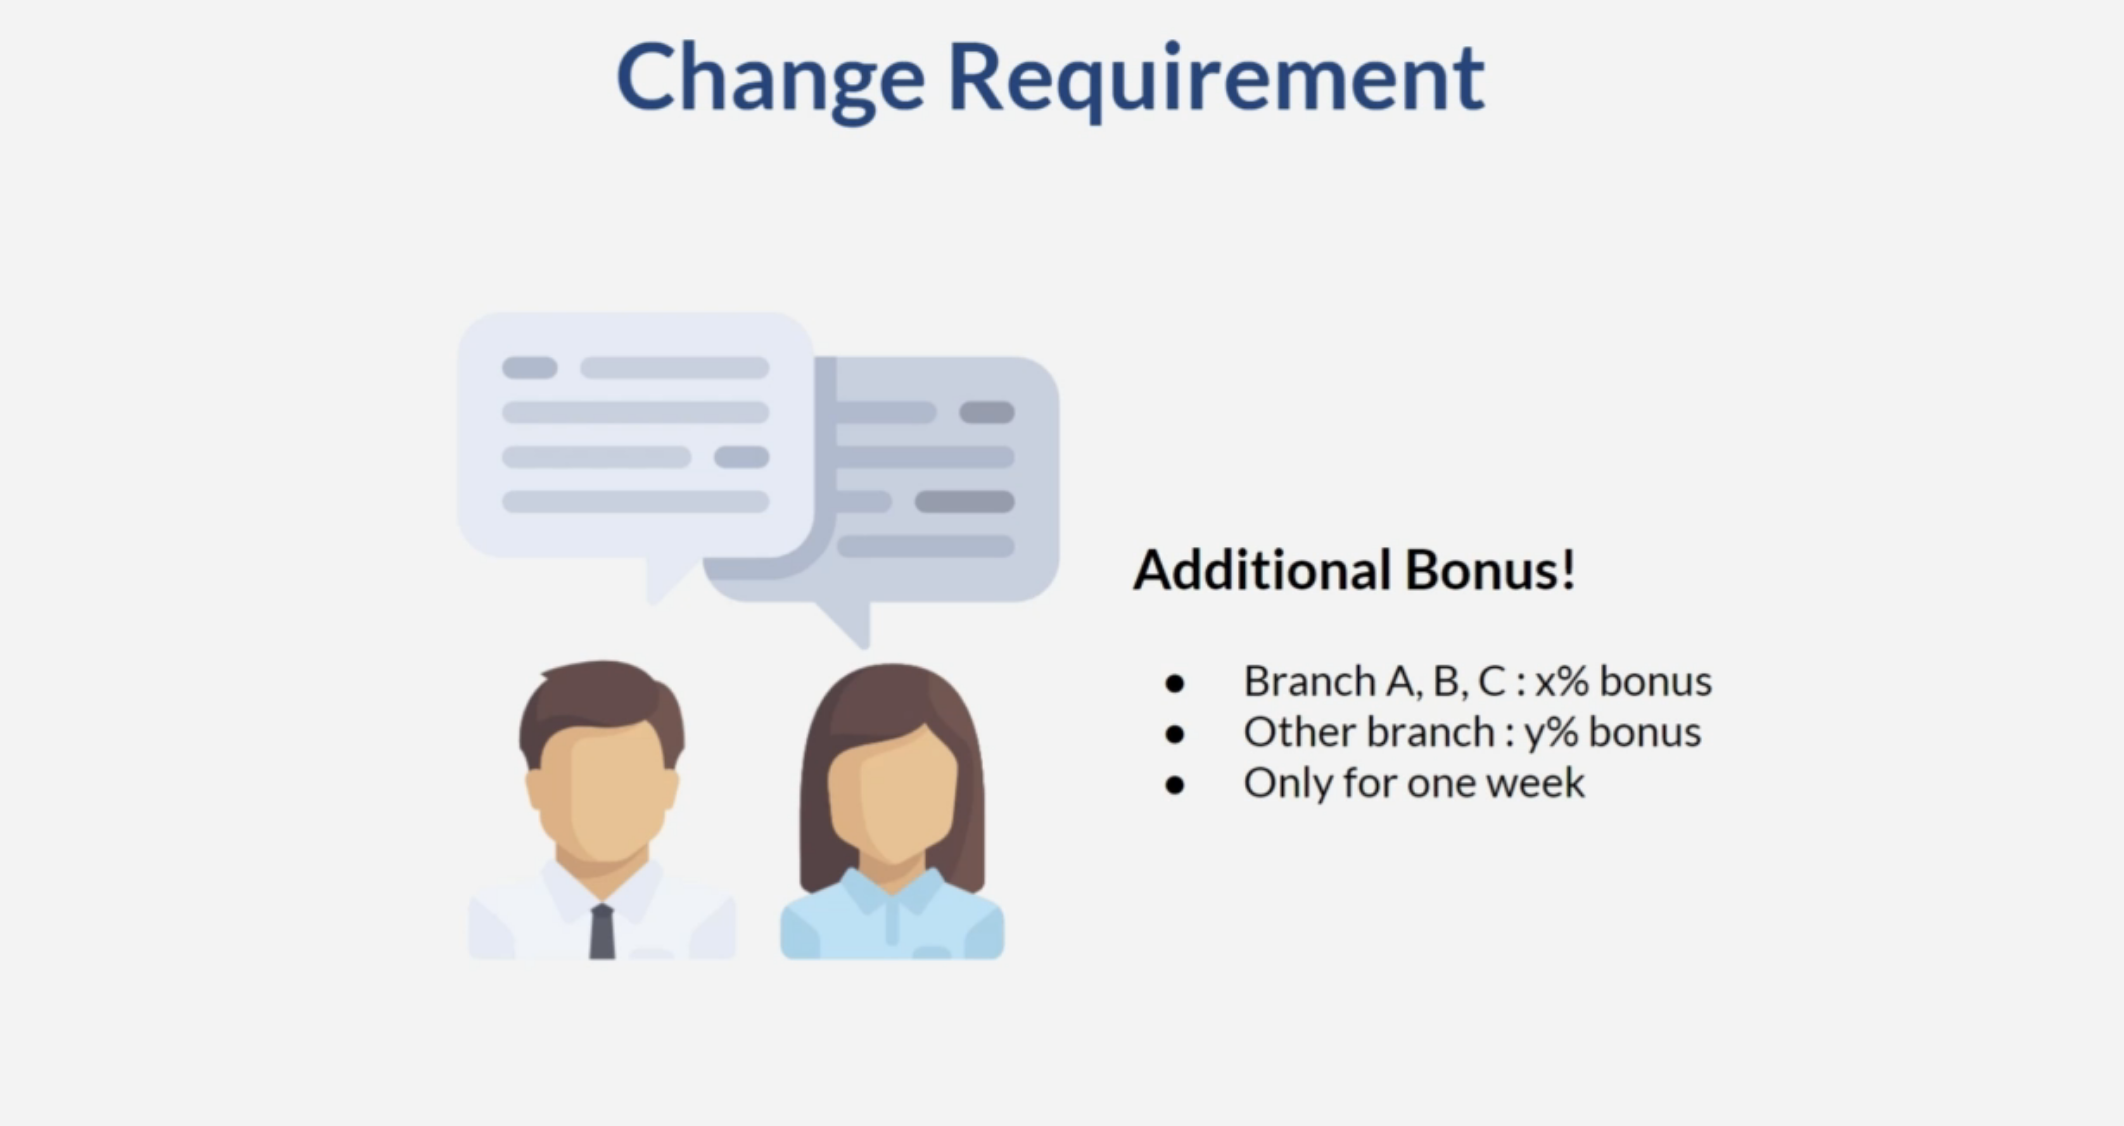 Change Requirement
Additional Bonus!
● Branch A, B, C : x% bonus
● Other branch : y% bonus
● Only for one week